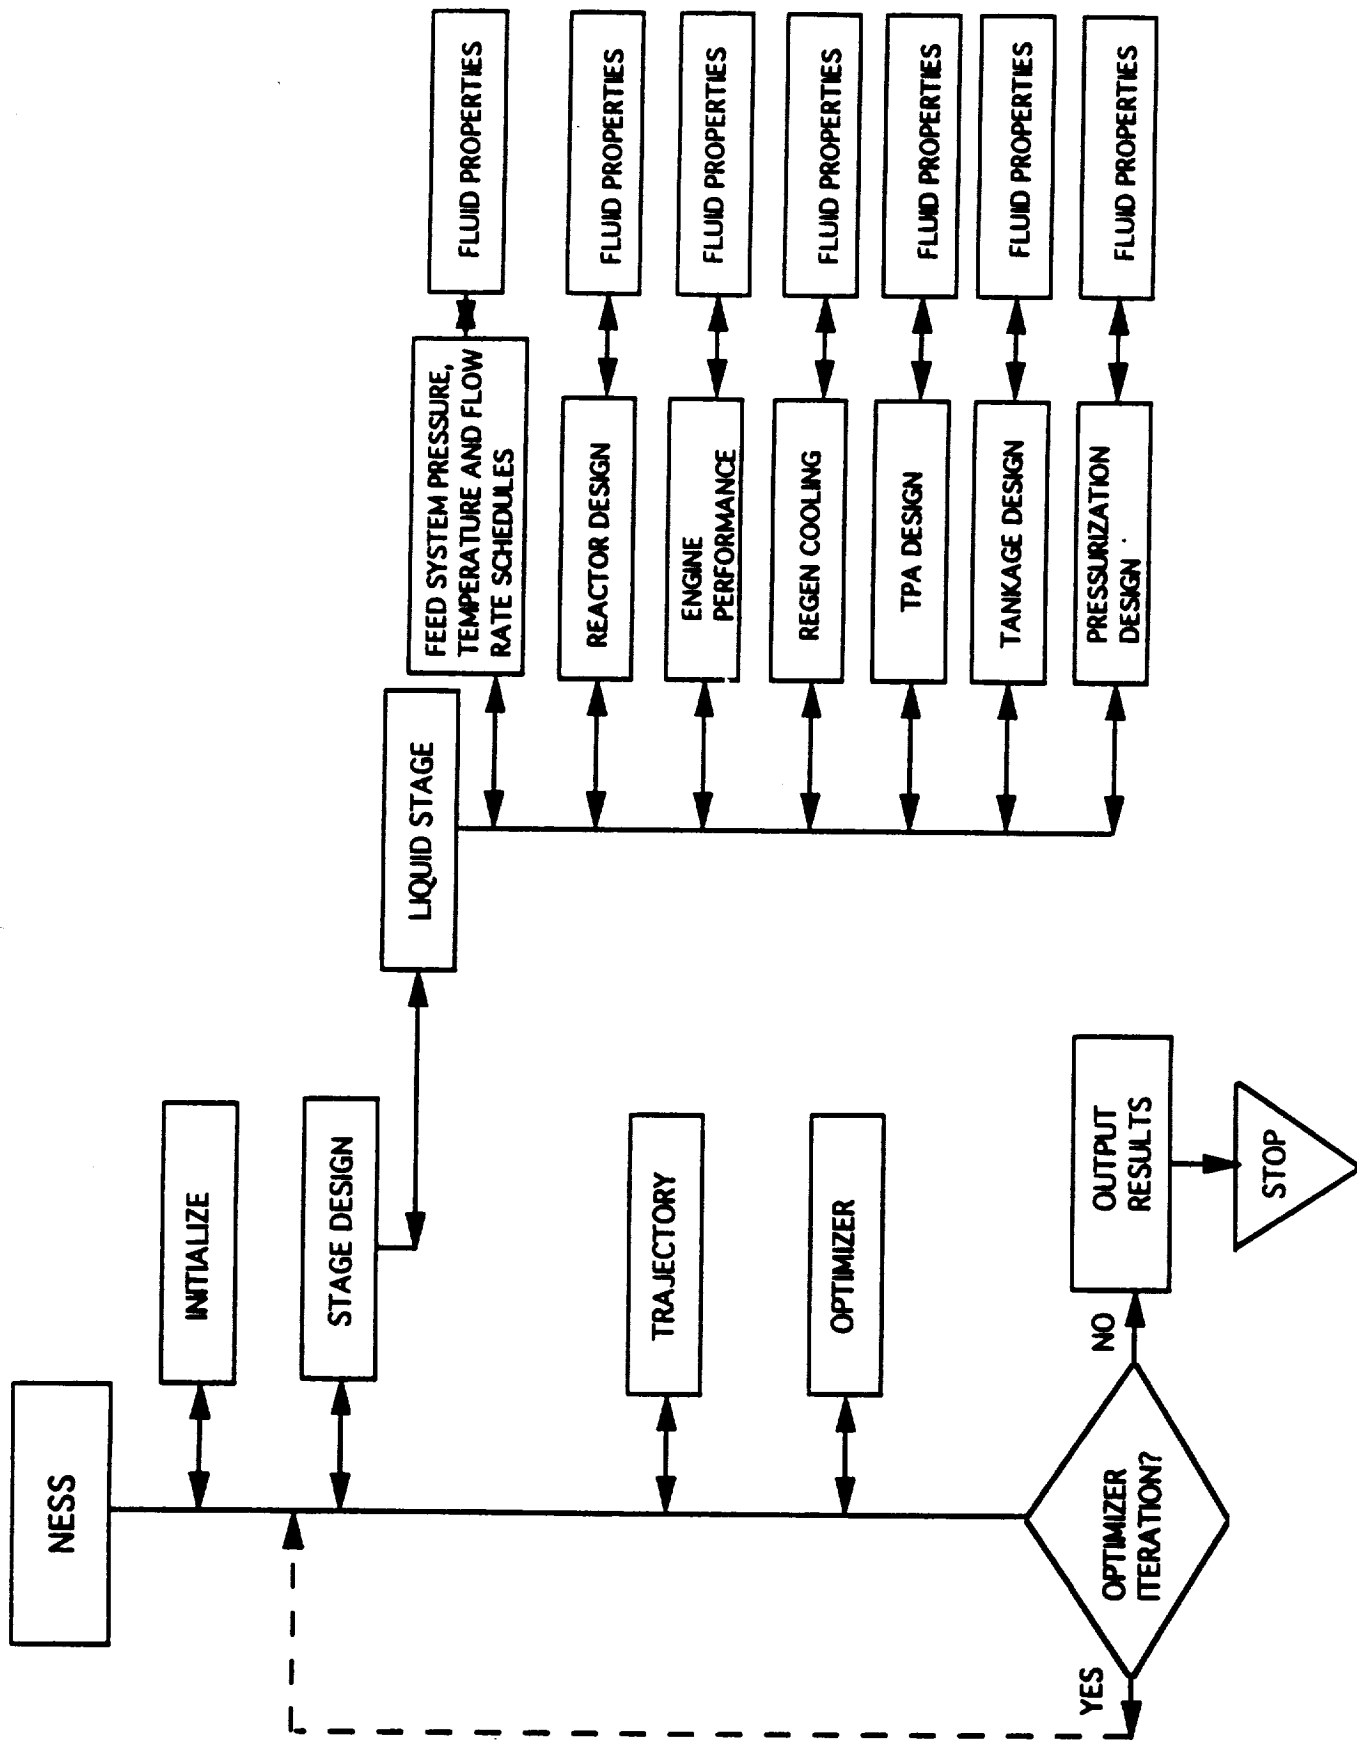 NESS
INITIALIZE
STAGE DESIGN
LIQUID STAGE
FEED SYSTEM PRESSURE,
TEMPERATURE AND FLOW
RATE SCHEDULES
FLUID PROPERTIES
REACTOR DESIGN
FLUID PROPERTIES
ENGINE
PERFORMANCE
FLUID PROPERTIES
REGEN COOLING
FLUID PROPERTIES
TPA DESIGN
FLUID PROPERTIES
TANKAGE DESIGN
FLUID PROPERTIES
PRESSURIZATION
DESIGN
FLUID PROPERTIES
TRAJECTORY
OPTIMIZER
OPTIMIZER
ITERATION?
YES
NO
OUTPUT
RESULTS
STOP